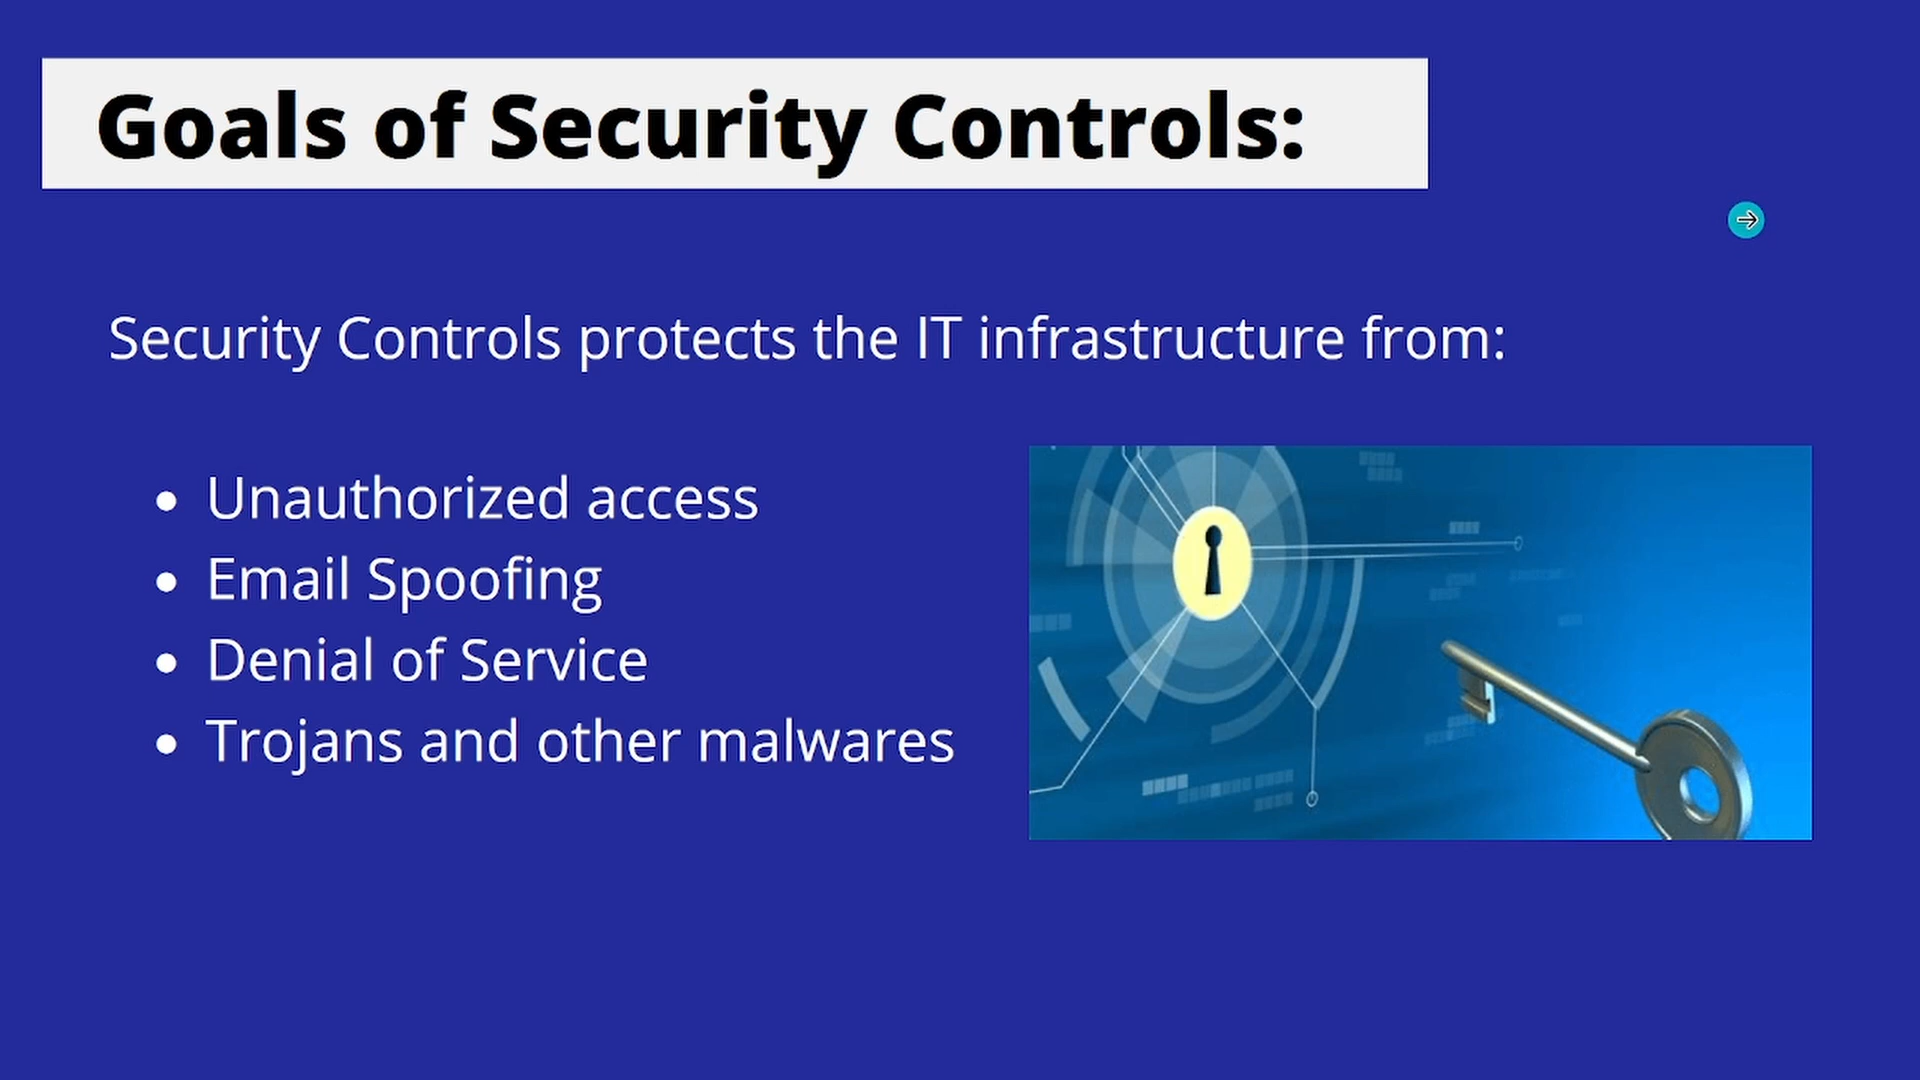 Goals of Security Controls:
Security Controls protects the IT infrastructure from:
• Unauthorized access
• Email Spoofing
• Denial of Service
• Trojans and other malwares